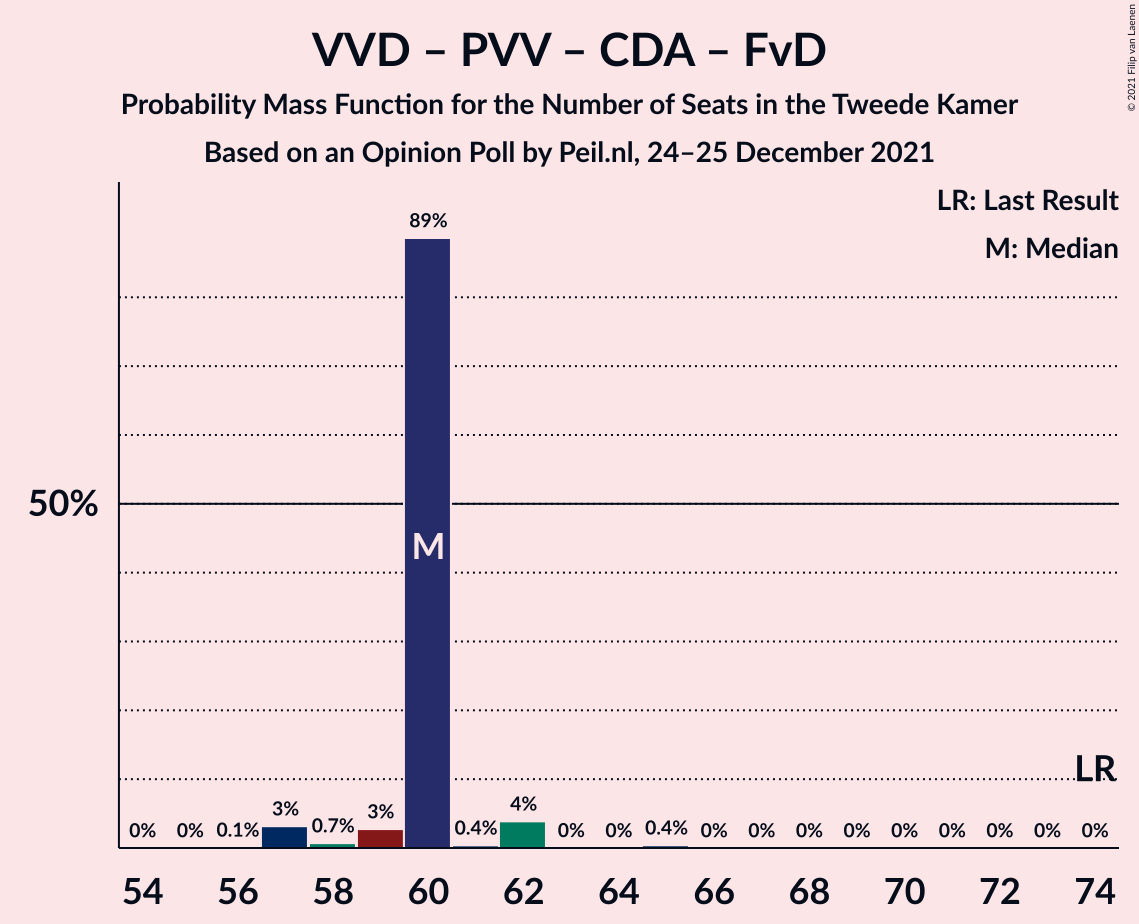 VVD – PVV – CDA – FvD
Probability Mass Function for the Number of Seats in the Tweede Kamer
Based on an Opinion Poll by Peil.nl, 24–25 December 2021
© 2021 Filip van Laenen
LR: Last Result
M: Median
50%
89%
M
LR
0% 0% 0.1% 3% 0.7% 3% 0.4% 4% 0% 0% 0.4% 0% 0% 0% 0% 0% 0% 0% 0% 0%
54 56 58 60 62 64 66 68 70 72 74